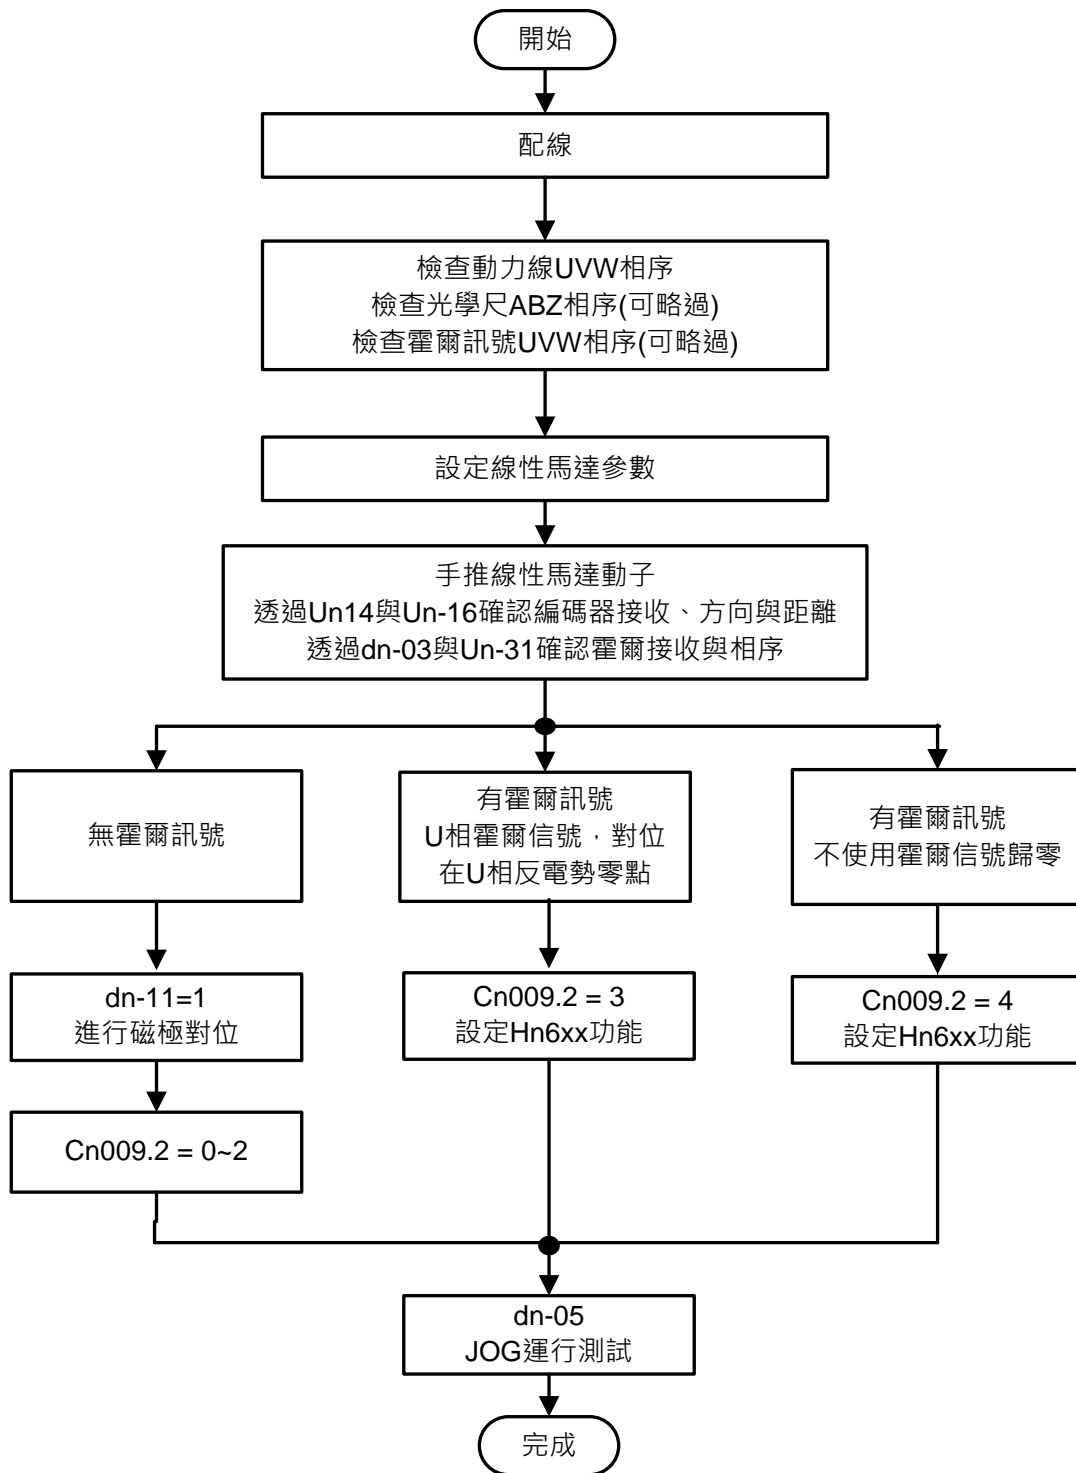 開始
配線
檢查動力線UVW相序
檢查光學尺ABZ相序(可略過)
檢查霍爾訊號UVW相序(可略過)
設定線性馬達參數
手推線性馬達動子
透過Un14與Un-16確認編碼器接收、方向與距離
透過dn-03與Un-31確認霍爾接收與相序
無霍爾訊號
dn-11=1
進行磁極對位
Cn009.2 = 0~2
有霍爾訊號
U相霍爾信號，對位
在U相反電勢零點
Cn009.2 = 3
設定Hn6xx功能
有霍爾訊號
不使用霍爾信號歸零
Cn009.2 = 4
設定Hn6xx功能
dn-05
JOG運行測試
完成